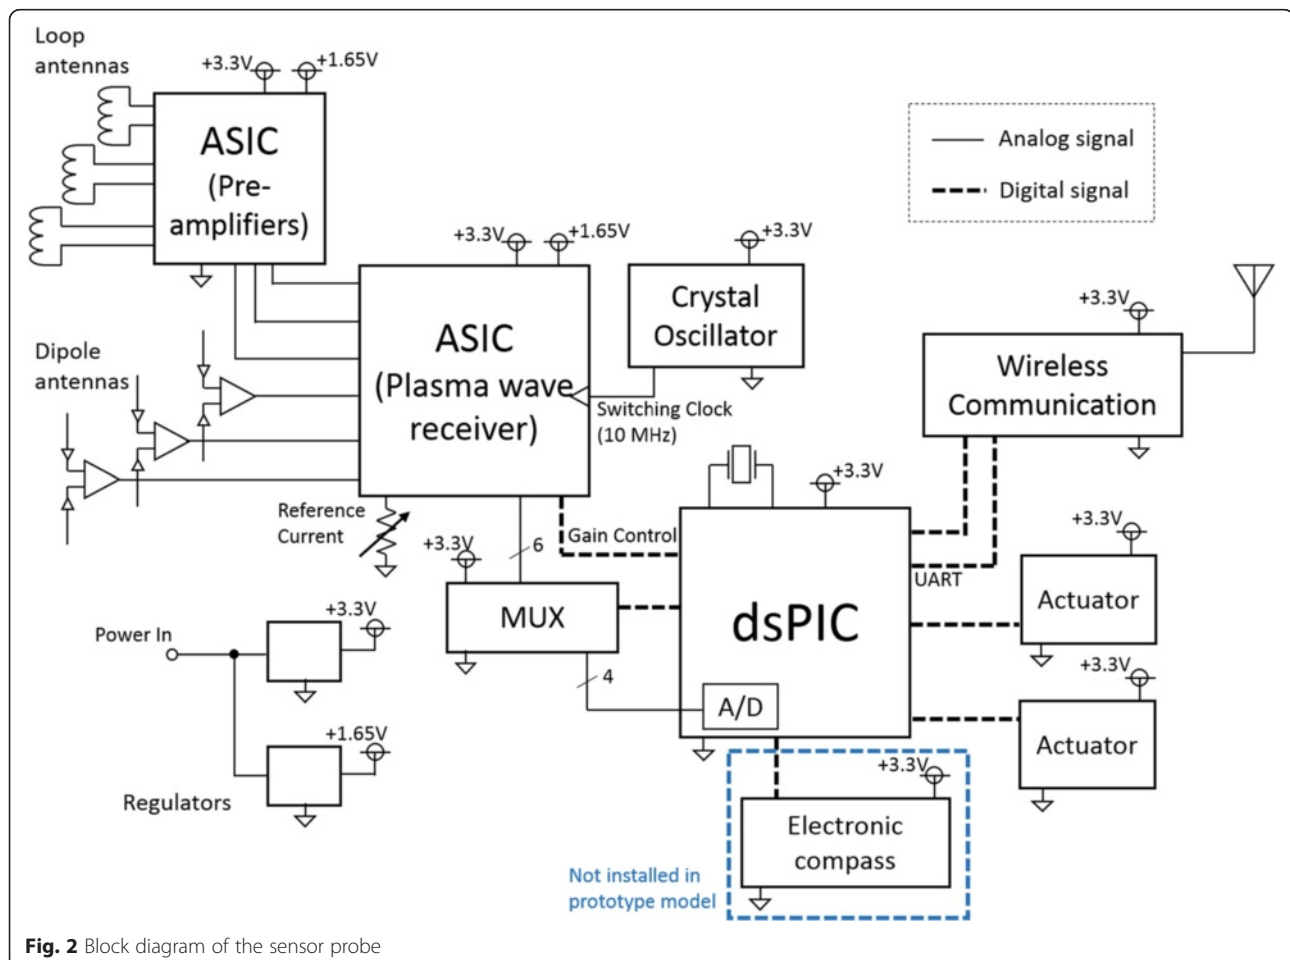 Loop
antennas
+3.3V
+1.65V
ASIC
(Pre-
amplifiers)
Analog signal
Digital signal
+3.3V
+1.65V
+3.3V
Crystal
Oscillator
ASIC
(Plasma wave
receiver)
Switching Clock
(10 MHz)
Dipole
antennas
+3.3V
Wireless
Communication
Reference
Current
6
Gain Control
+3.3V
+3.3V
MUX
4
dsPIC
A/D
UART
+3.3V
Actuator
+3.3V
Actuator
Power In
+3.3V
+1.65V
Regulators
+3.3V
Electronic
compass
Not installed in
prototype model
Fig. 2 Block diagram of the sensor probe